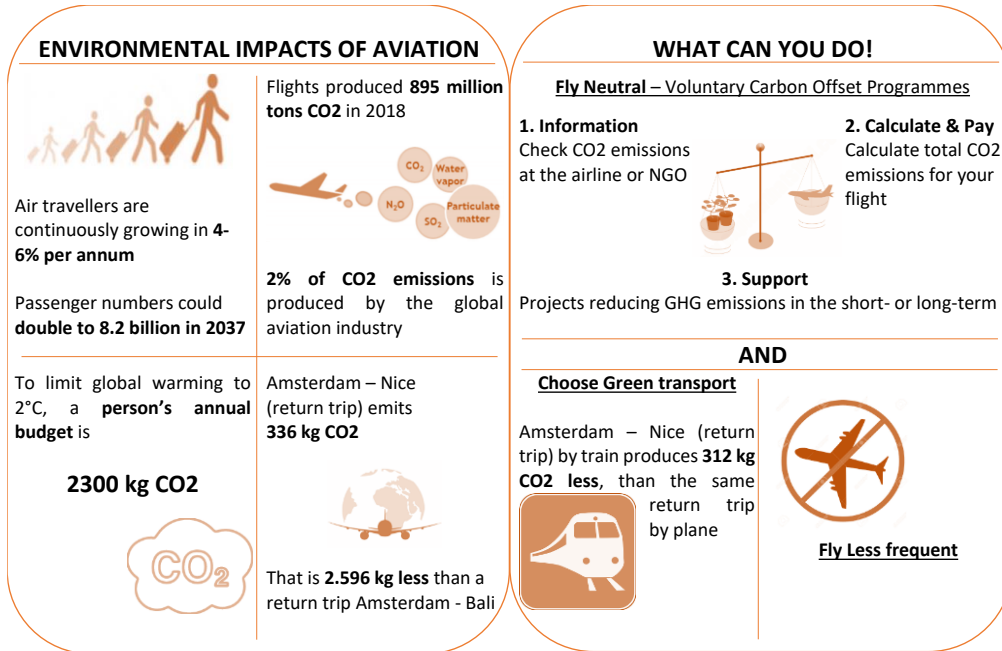 ENVIRONMENTAL IMPACTS OF AVIATION
Air travellers are
continuously growing in 4-
6% per annum
Passenger numbers could
double to 8.2 billion in 2037
Flights produced 895 million
tons CO2 in 2018
CO₂
Water
vapor
N₂O
SO₂
Particulate
matter
2% of CO2 emissions is
produced by the global
aviation industry
To limit global warming to
2°C, a person's annual
budget is
2300 kg CO2
CO₂
Amsterdam – Nice
(return trip) emits
336 kg CO2
That is 2.596 kg less than a
return trip Amsterdam - Bali
WHAT CAN YOU DO!
Fly Neutral – Voluntary Carbon Offset Programmes
1. Information
Check CO2 emissions
at the airline or NGO
2. Calculate & Pay
Calculate total CO2
emissions for your
flight
3. Support
Projects reducing GHG emissions in the short- or long-term
AND
Choose Green transport
Amsterdam – Nice (return
trip) by train produces 312 kg
CO2 less, than the same
return trip
by plane
Fly Less frequent